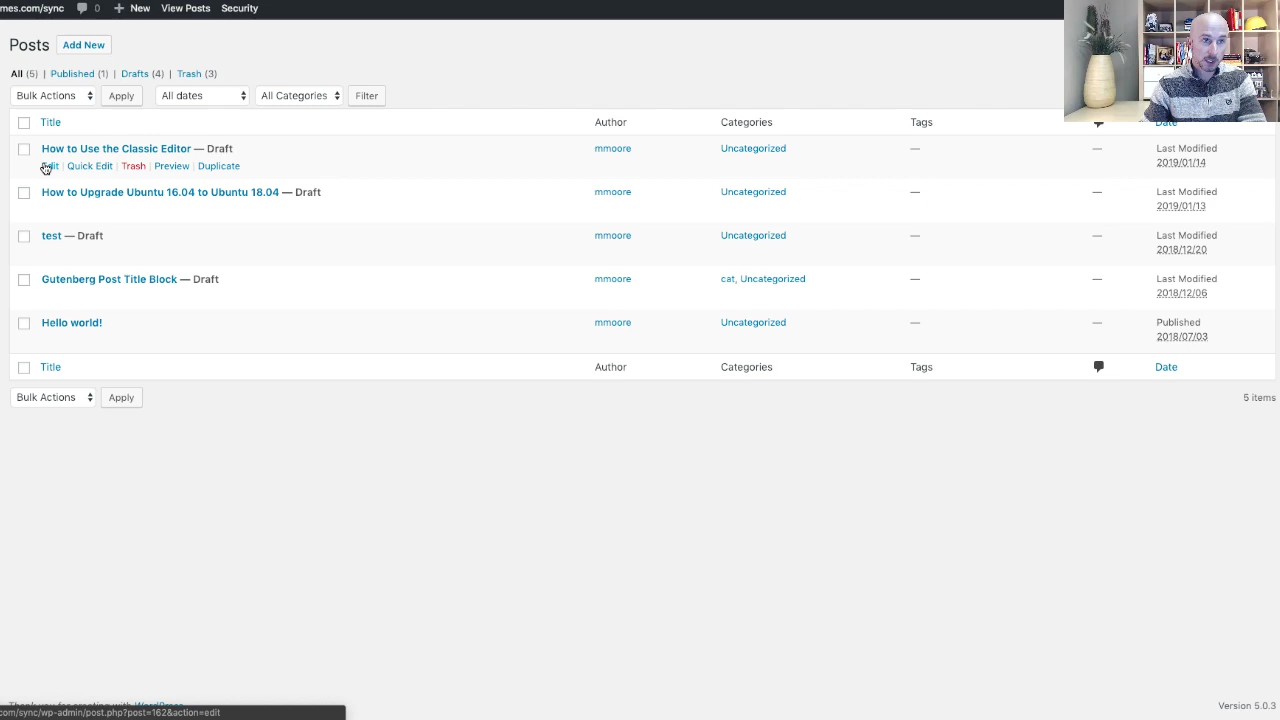 mes.com/sync 0 New View Posts Security
Posts Add New
All (5) | Published (1) | Drafts (4) | Trash (3)
Bulk Actions Apply All dates All Categories Filter
Title Author Categories Tags Date
How to Use the Classic Editor — Draft mmoore Uncategorized — — Last Modified
Edit | Quick Edit | Trash | Preview | Duplicate 2019/01/14
How to Upgrade Ubuntu 16.04 to Ubuntu 18.04 — Draft mmoore Uncategorized — — Last Modified
2019/01/13
test — Draft mmoore Uncategorized — — Last Modified
2018/12/20
Gutenberg Post Title Block — Draft mmoore cat, Uncategorized — — Last Modified
2018/12/06
Hello world! mmoore Uncategorized — — Published
2018/07/03
Title Author Categories Tags Date
Bulk Actions Apply 5 items
Thank you for creating with WordPress. Version 5.0.3
com/sync/wp-admin/post.php?post=162&action=edit